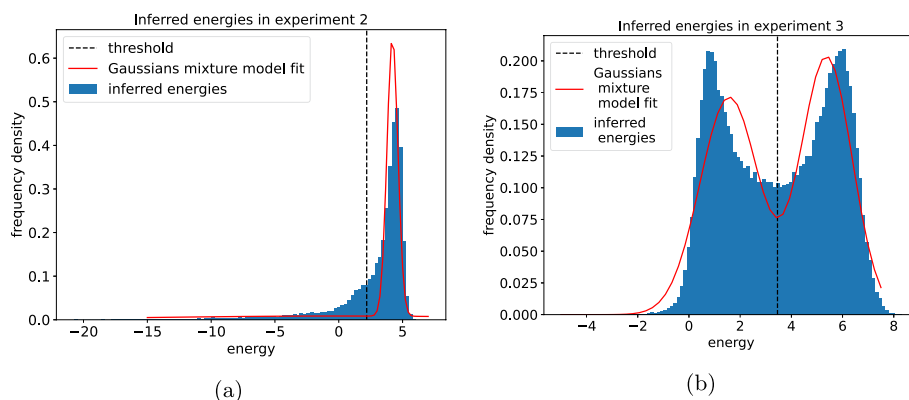 Inferred energies in experiment 2
threshold
Gaussians mixture model fit
inferred energies
frequency density
0.6
0.5
0.4
0.3
0.2
0.1
0.0
−20 −15 −10 −5 0 5
energy
(a)
Inferred energies in experiment 3
threshold
Gaussians
mixture
model fit
inferred
energies
frequency density
0.200
0.175
0.150
0.125
0.100
0.075
0.050
0.025
0.000
−4 −2 0 2 4 6 8
energy
(b)